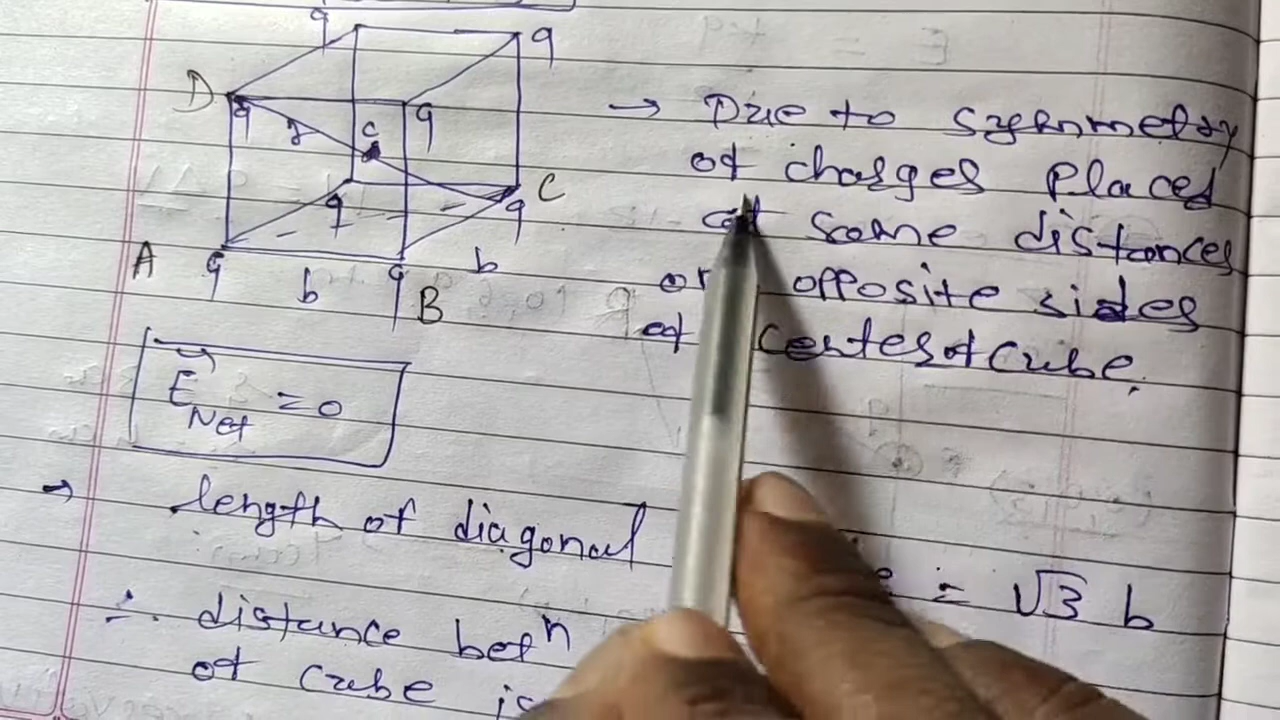 q
q
D
q
r
c
q
→ Due to symmetry
of charges Placed
at same distances
on opposite sides
of center of cube.
C
q
q
A
q
b
q
B
b
E Net = 0
→ length of diagonal
= √3 b
∴ distance betn
of cube is